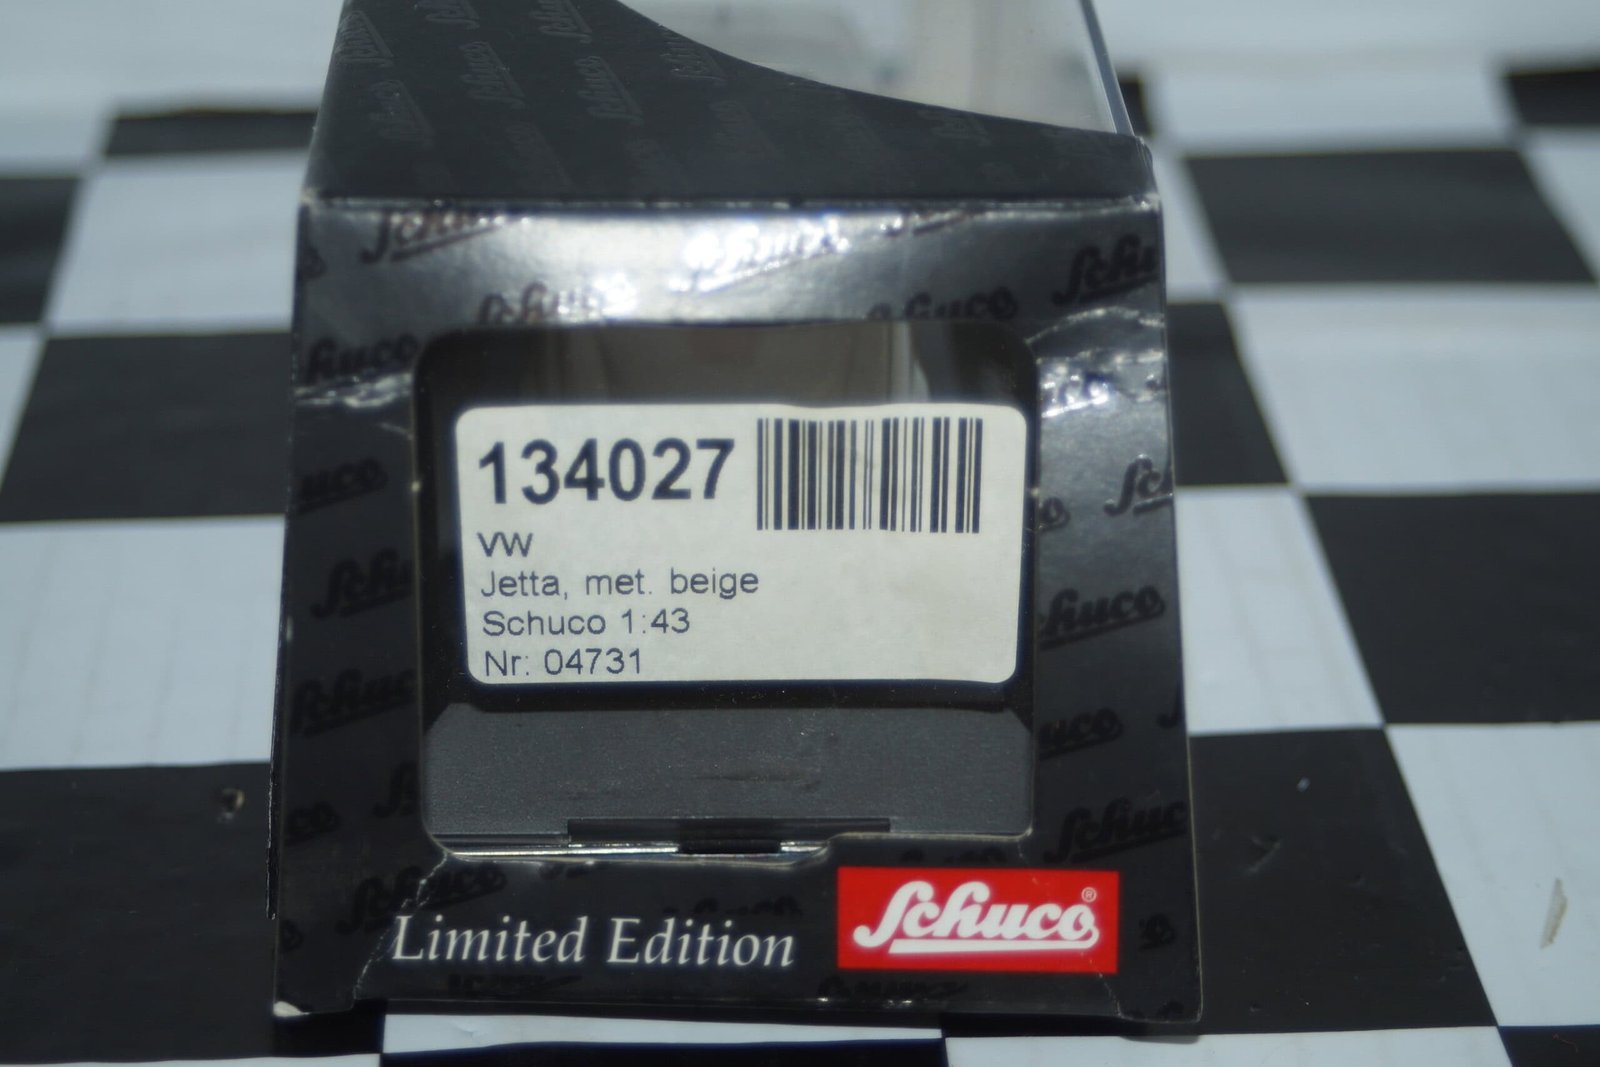 134027
VW
Jetta, met. beige
Schuco 1:43
Nr: 04731
Limited Edition
Schuco®